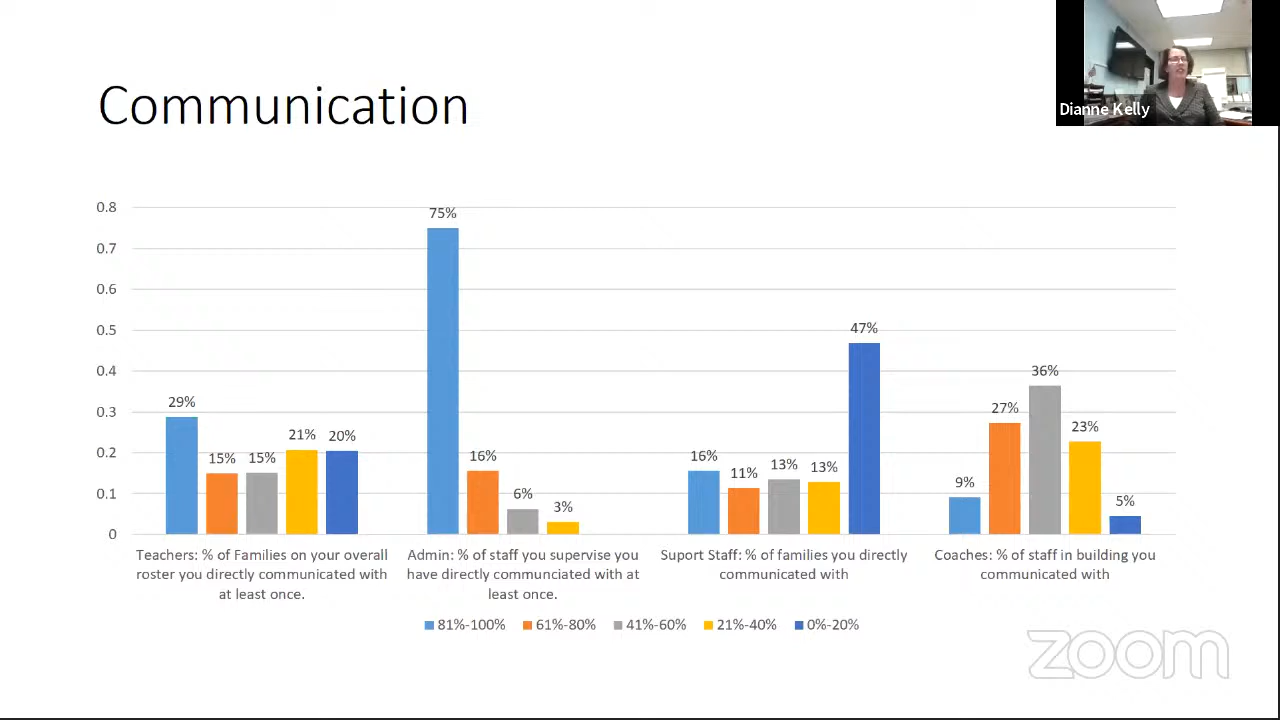 Communication
Dianne Kelly
0.8
0.7
0.6
0.5
0.4
0.3
0.2
0.1
0
29%
15%
15%
21%
20%
75%
16%
6%
3%
16%
11%
13%
13%
47%
9%
27%
36%
23%
5%
Teachers: % of Families on your overall
roster you directly communicated with
at least once.
Admin: % of staff you supervise you
have directly communciated with at
least once.
Suport Staff: % of families you directly
communicated with
Coaches: % of staff in building you
communicated with
81%-100%
61%-80%
41%-60%
21%-40%
0%-20%
zoom